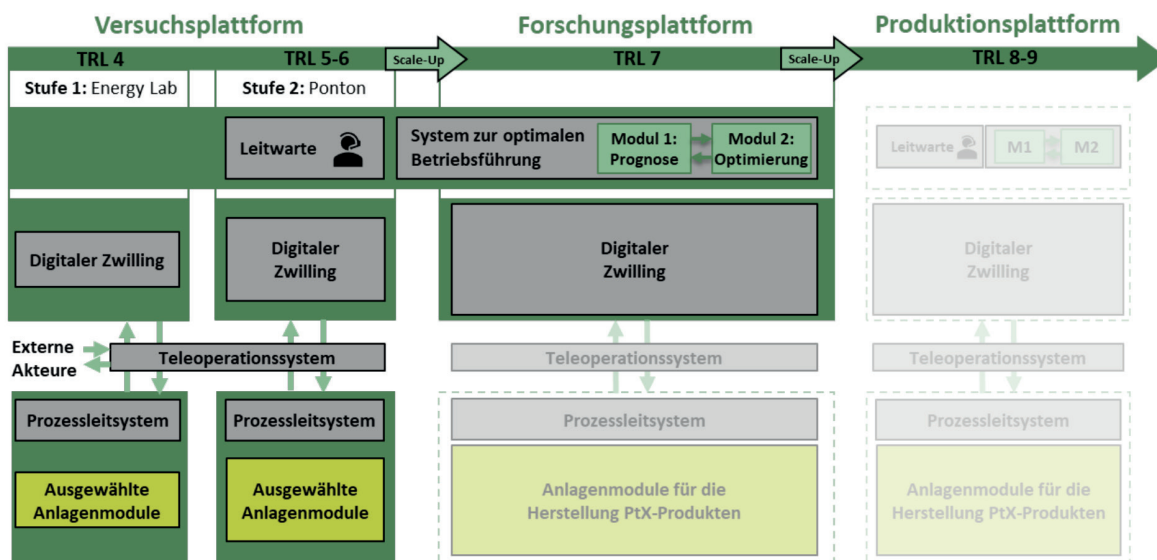 Versuchsplattform
Forschungsplattform
Produktionsplattform
TRL 4
TRL 5-6
Scale-Up
TRL 7
Scale-Up
TRL 8-9
Stufe 1: Energy Lab
Stufe 2: Ponton
Leitwarte
System zur optimalen
Betriebsführung
Modul 1:
Prognose
Modul 2:
Optimierung
Leitwarte
M1
M2
Digitaler Zwilling
Digitaler
Zwilling
Digitaler
Zwilling
Digitaler
Zwilling
Externe
Akteure
Teleoperationssystem
Teleoperationssystem
Teleoperationssystem
Prozessleitsystem
Prozessleitsystem
Prozessleitsystem
Prozessleitsystem
Ausgewählte
Anlagenmodule
Ausgewählte
Anlagenmodule
Anlagenmodule für die
Herstellung PtX-Produkten
Anlagenmodule für die
Herstellung PtX-Produkten